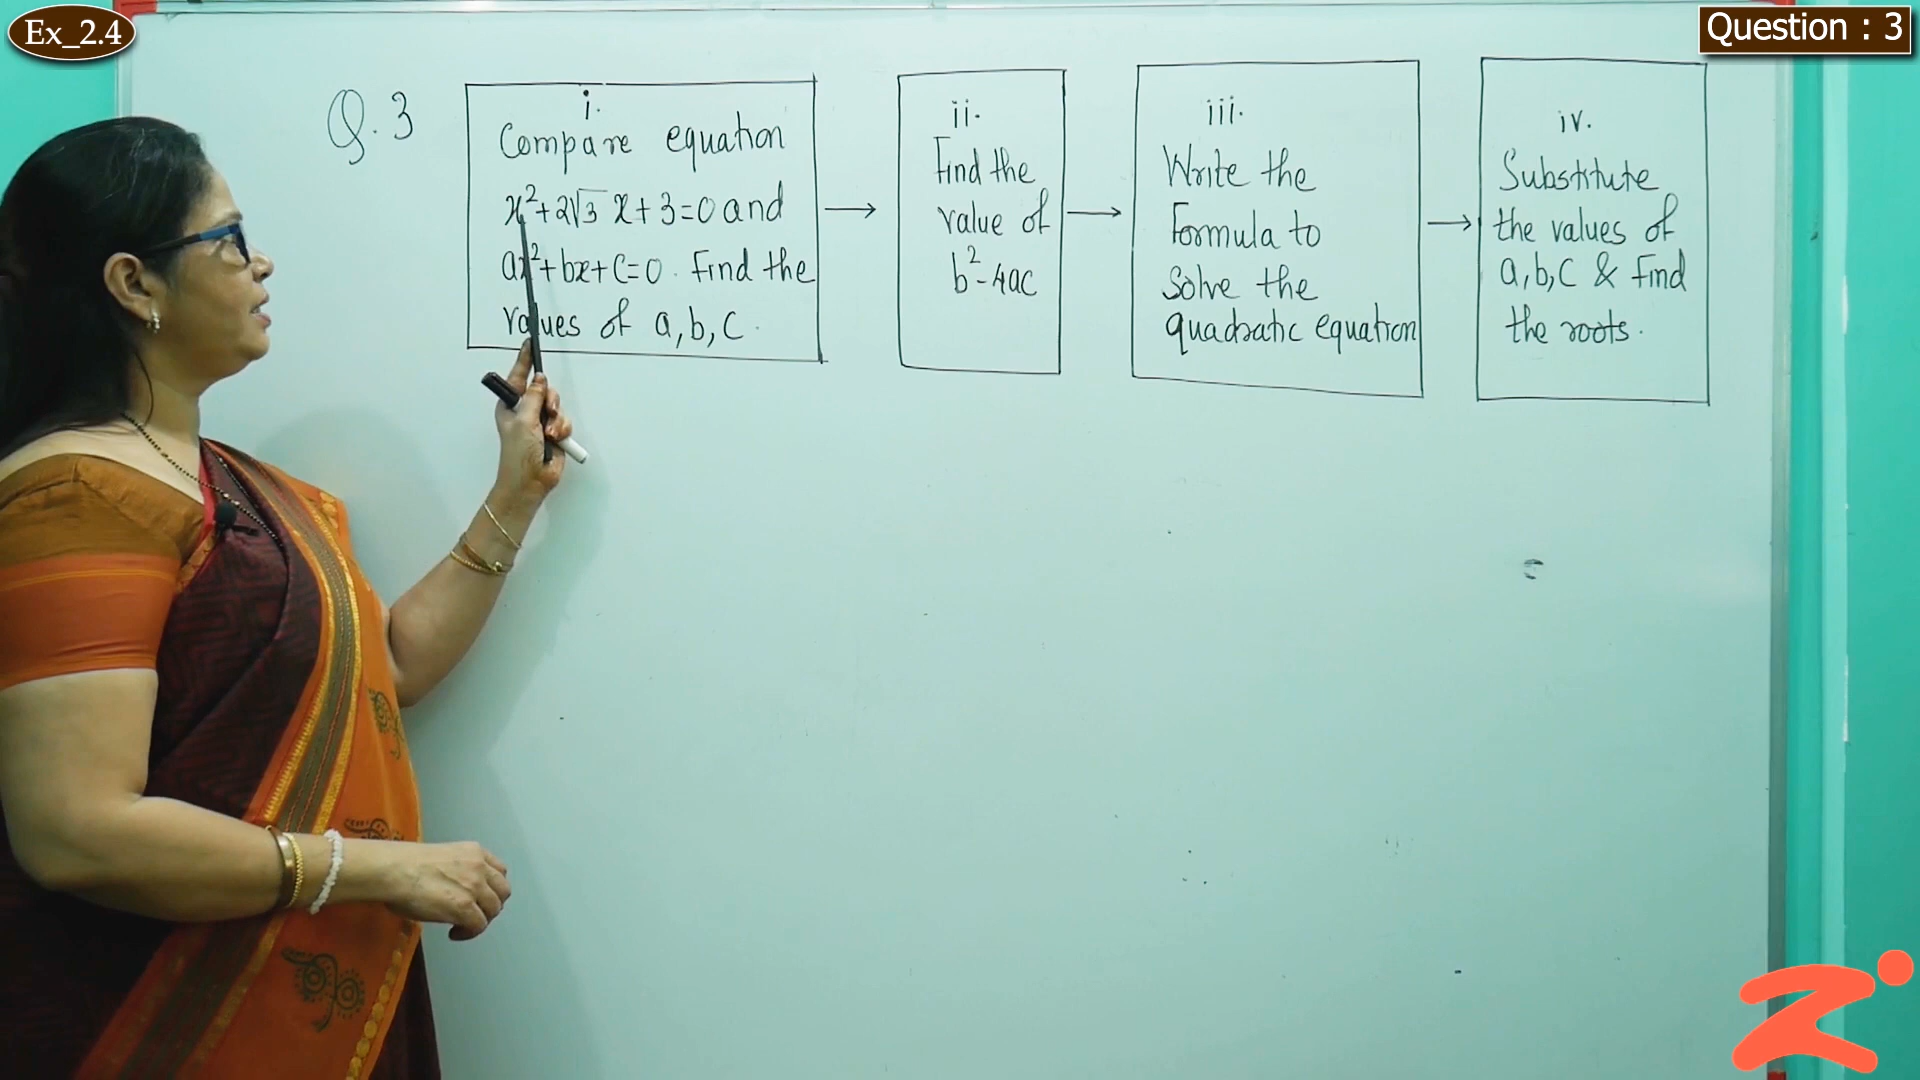 Ex_2.4
Question : 3
Q. 3
i.
Compare equation
x²+2√3 x+3=0 and
ax²+bx+c=0. Find the
values of a,b,c.
ii.
Find the
value of
b²-4ac
iii.
Write the
Formula to
Solve the
quadratic equation
iv.
Substitute
the values of
a,b,c & Find
the roots.